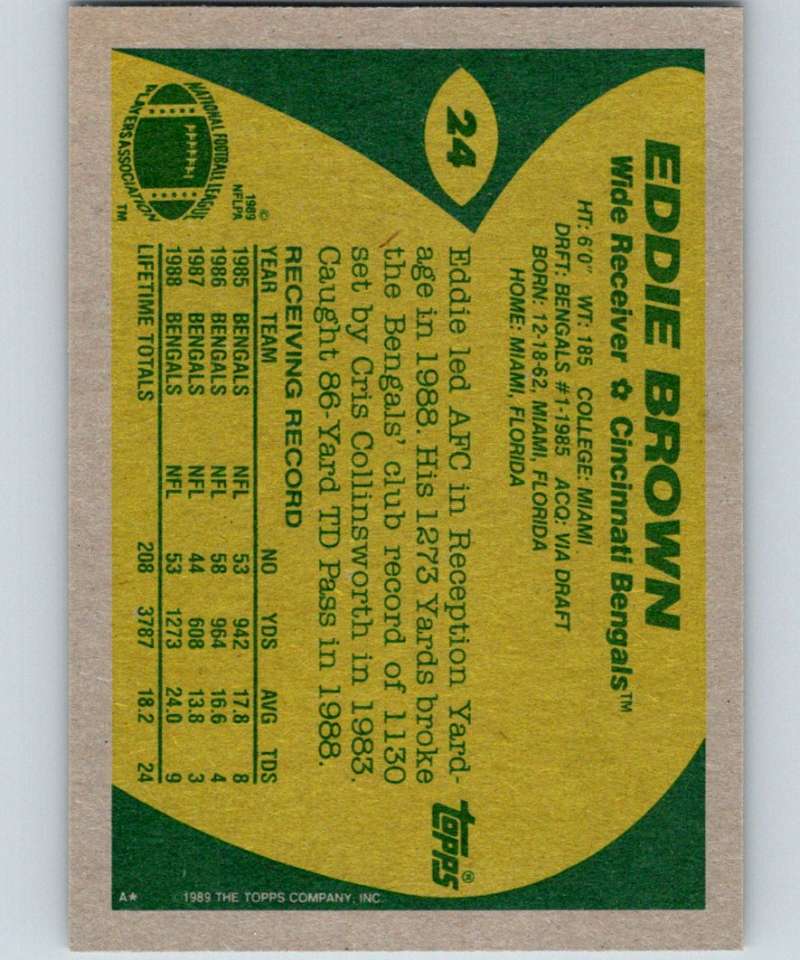 24
EDDIE BROWN
Wide Receiver ✿ Cincinnati Bengals™
HT: 6'0" WT: 185 COLLEGE: MIAMI
DRFT: BENGALS #1-1985 ACQ: VIA DRAFT
BORN: 12-18-62, MIAMI, FLORIDA
HOME: MIAMI, FLORIDA
Eddie led AFC in Reception Yard-
age in 1988. His 1273 Yards broke
the Bengals' club record of 1130
set by Cris Collinsworth in 1983.
Caught 86-Yard TD Pass in 1988.
topps®
NATIONAL FOOTBALL LEAGUE
PLAYERS ASSOCIATION
TM
©
1989
NFLPA
RECEIVING RECORD
YEAR TEAM NO YDS AVG TDS
1985 BENGALS NFL 53 942 17.8 8
1986 BENGALS NFL 58 964 16.6 4
1987 BENGALS NFL 44 608 13.8 3
1988 BENGALS NFL 53 1273 24.0 9
LIFETIME TOTALS 208 3787 18.2 24
A* 1989 THE TOPPS COMPANY, INC.